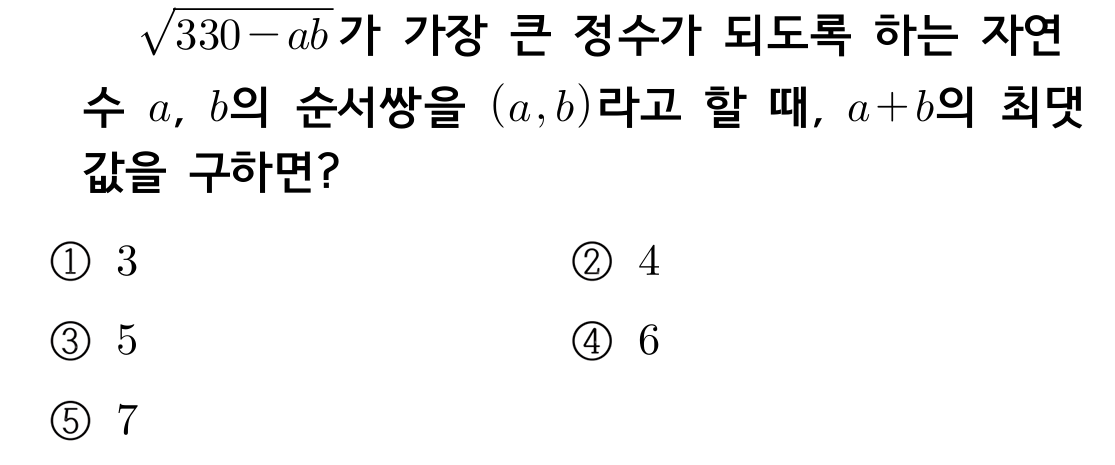 √330−ab 가 가장 큰 정수가 되도록 하는 자연
수 a, b의 순서쌍을 (a, b)라고 할 때, a+b의 최댓
값을 구하면?
① 3 ② 4
③ 5 ④ 6
⑤ 7